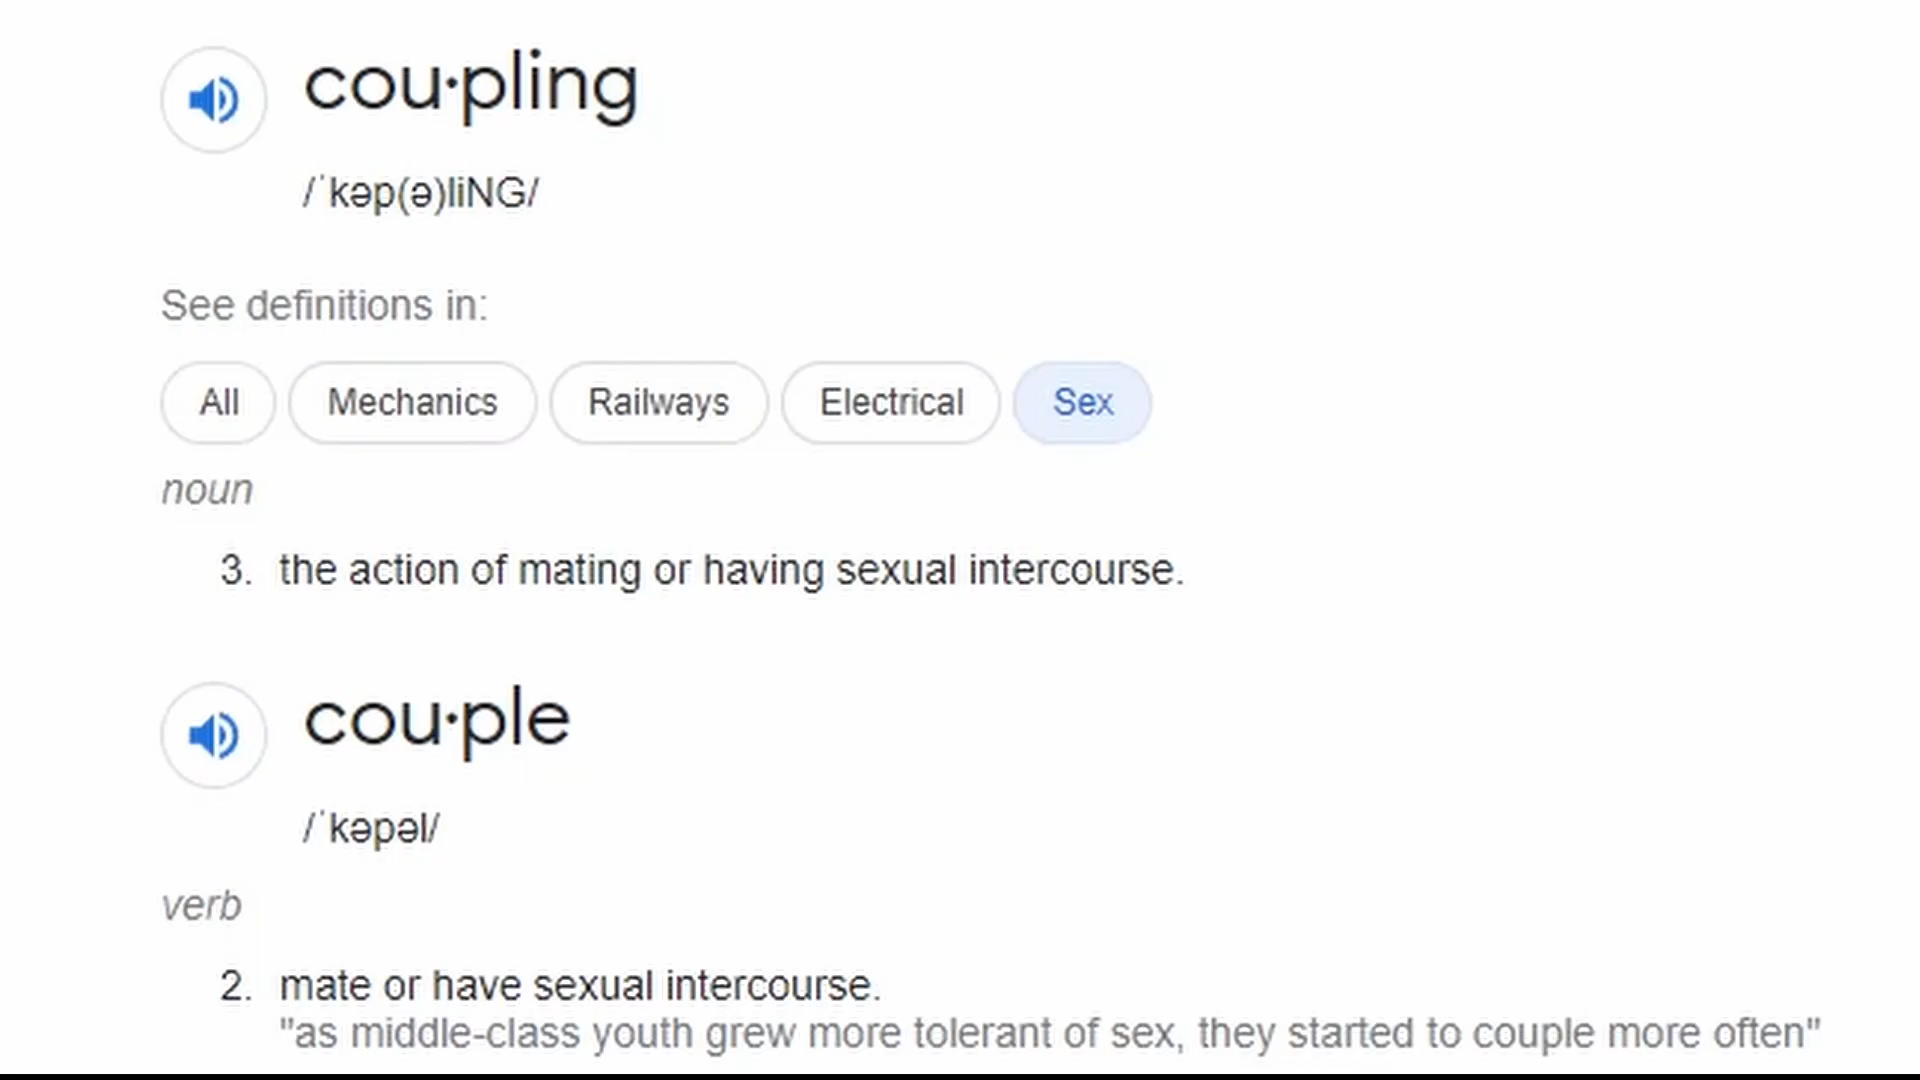 cou·pling
/ˈkəp(ə)liNG/
See definitions in:
All Mechanics Railways Electrical Sex
noun
3. the action of mating or having sexual intercourse.
cou·ple
/ˈkəpəl/
verb
2. mate or have sexual intercourse.
"as middle-class youth grew more tolerant of sex, they started to couple more often"